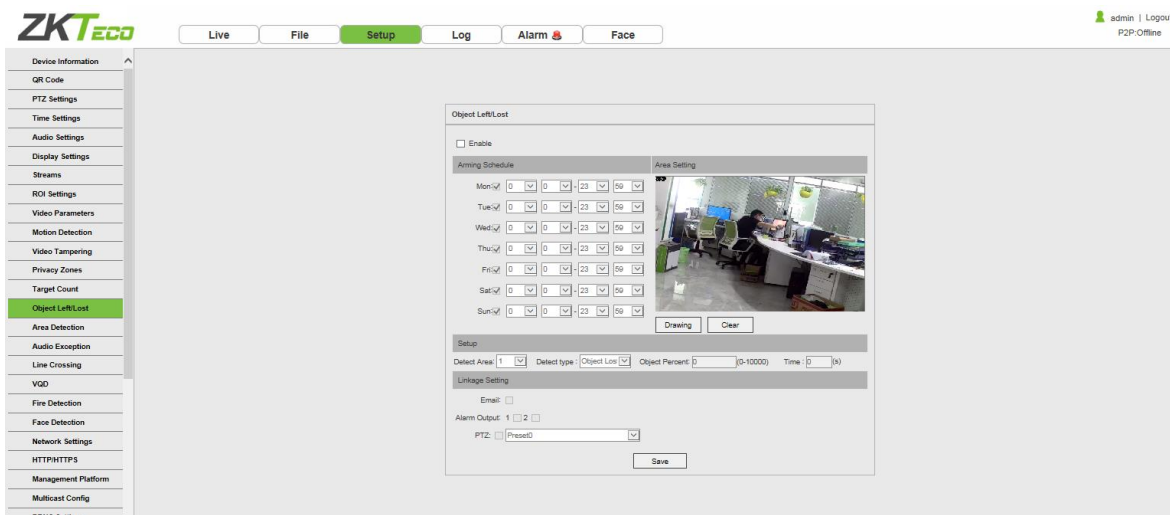 ZKTeco
Live
File
Setup
Log
Alarm
Face
admin | Logou
P2P:Offline
Device Information
QR Code
PTZ Settings
Time Settings
Audio Settings
Display Settings
Streams
ROI Settings
Video Parameters
Motion Detection
Video Tampering
Privacy Zones
Target Count
Object Left/Lost
Area Detection
Audio Exception
Line Crossing
VQD
Fire Detection
Face Detection
Network Settings
HTTP/HTTPS
Management Platform
Multicast Config
Object Left/Lost
Enable
Arming Schedule
Area Setting
Mon: 0 0 - 23 59
Tue: 0 0 - 23 59
Wed: 0 0 - 23 59
Thu: 0 0 - 23 59
Fri: 0 0 - 23 59
Sat: 0 0 - 23 59
Sun: 0 0 - 23 59
Drawing
Clear
Setup
Detect Area: 1 Detect type : Object Los Object Percent: 0 (0-10000) Time : 0 (s)
Linkage Setting
Email:
Alarm Output: 1 2
PTZ: Preset0
Save